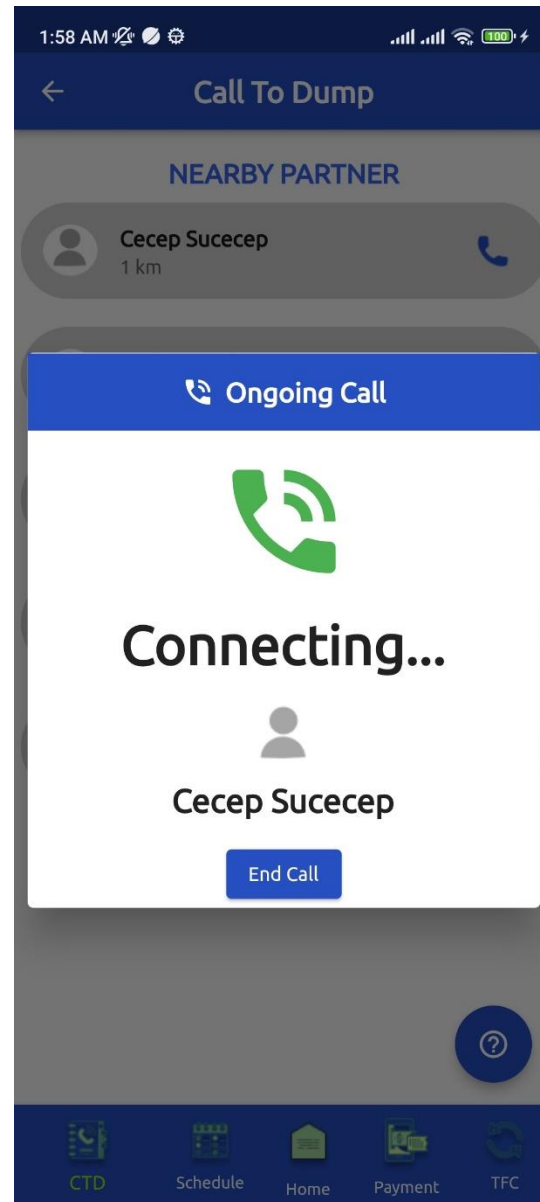 1:58 AM
100
Call To Dump
NEARBY PARTNER
Cecep Sucecep
1 km
Ongoing Call
Connecting...
Cecep Sucecep
End Call
CTD
Schedule
Home
Payment
TFC